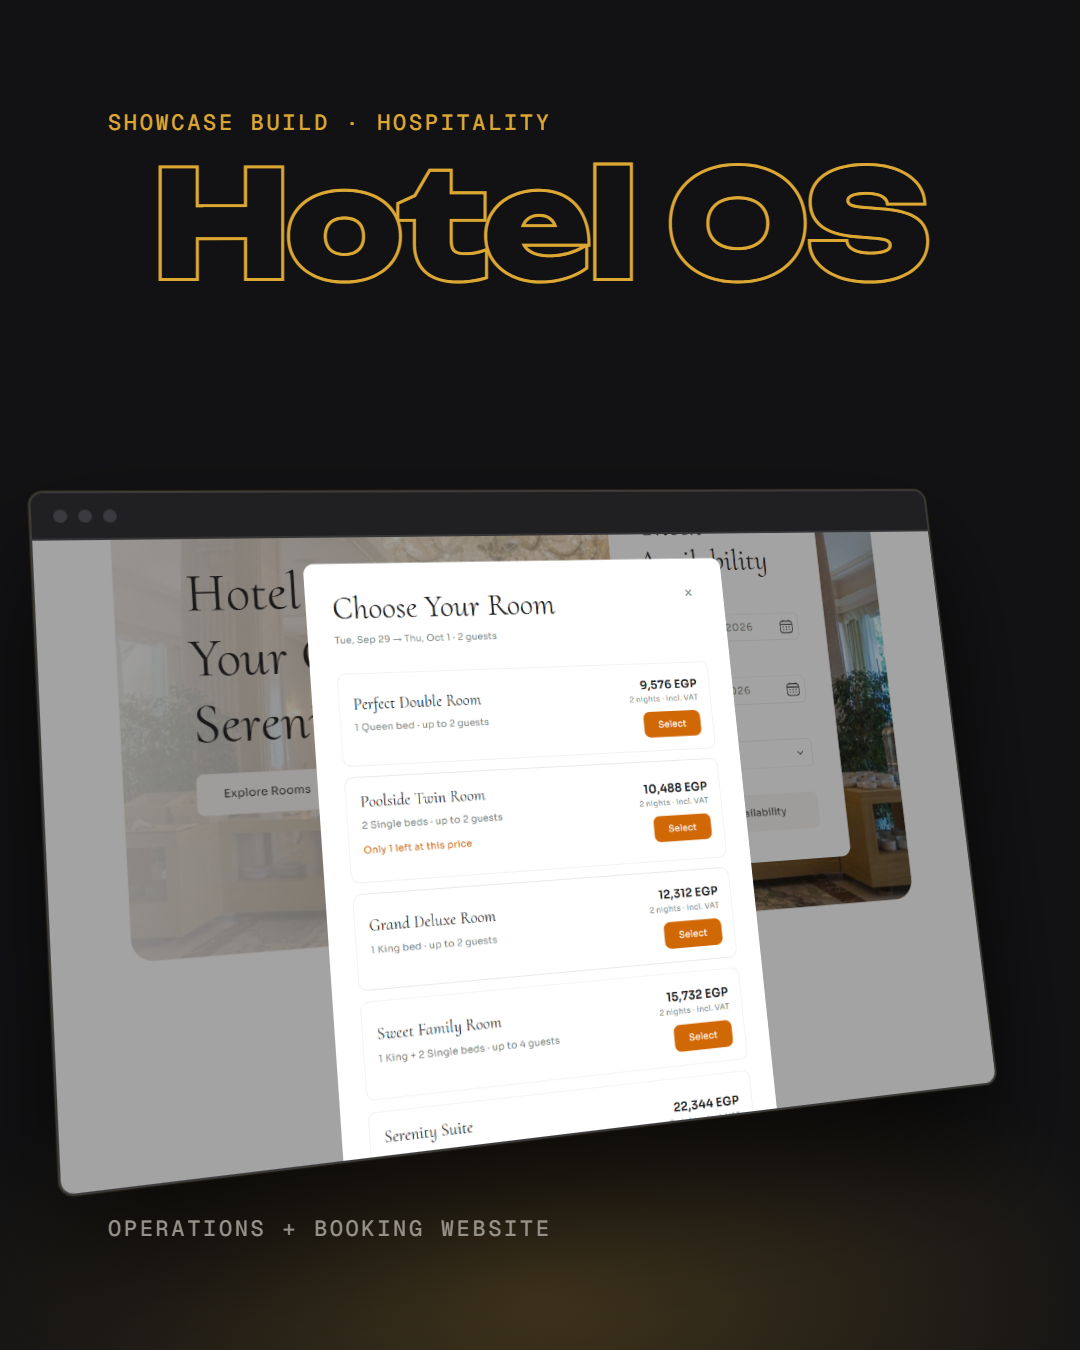 SHOWCASE BUILD · HOSPITALITY
Hotel OS
Hotel
Your
Seren
Explore Rooms
Availability
2026
026
ailability
Choose Your Room
×
Tue, Sep 29 → Thu, Oct 1 · 2 guests
Perfect Double Room
1 Queen bed · up to 2 guests
9,576 EGP
2 nights · incl. VAT
Select
Poolside Twin Room
2 Single beds · up to 2 guests
Only 1 left at this price
10,488 EGP
2 nights · incl. VAT
Select
Grand Deluxe Room
1 King bed · up to 2 guests
12,312 EGP
2 nights · incl. VAT
Select
Sweet Family Room
1 King + 2 Single beds · up to 4 guests
15,732 EGP
2 nights · incl. VAT
Select
Serenity Suite
22,344 EGP
OPERATIONS + BOOKING WEBSITE